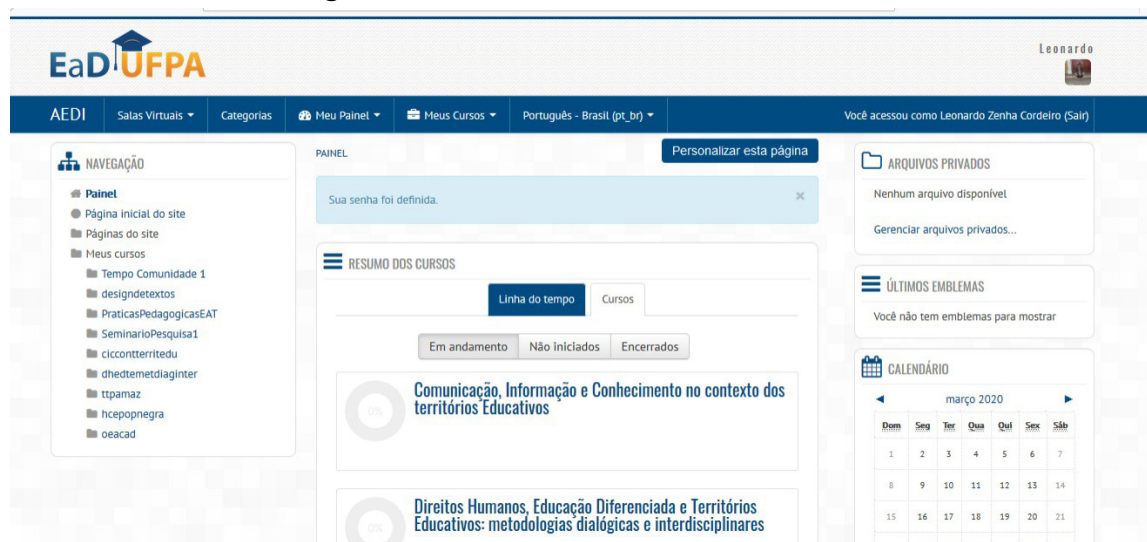 EaD UFPA
Leonardo
AEDI Salas Virtuais Categorias Meu Painel Meus Cursos Português - Brasil (pt_br) Você acessou como Leonardo Zenha Cordeiro (Sair)
NAVEGAÇÃO
Painel
Página inicial do site
Páginas do site
Meus cursos
Tempo Comunidade 1
designdetextos
PraticasPedagogicasEAT
SeminarioPesquisa1
ciccontterritedu
dhedtemetdiaginter
ttpamaz
hcepopnegra
oeacad
PAINEL Personalizar esta página
Sua senha foi definida. ×
RESUMO DOS CURSOS
Linha do tempo Cursos
Em andamento Não iniciados Encerrados
0%
Comunicação, Informação e Conhecimento no contexto dos
territórios Educativos
0%
Direitos Humanos, Educação Diferenciada e Territórios
Educativos: metodologias dialógicas e interdisciplinares
ARQUIVOS PRIVADOS
Nenhum arquivo disponível
Gerenciar arquivos privados...
ÚLTIMOS EMBLEMAS
Você não tem emblemas para mostrar
CALENDÁRIO
◄ março 2020 ►
Dom Seg Ter Qua Qui Sex Sáb
1 2 3 4 5 6 7
8 9 10 11 12 13 14
15 16 17 18 19 20 21